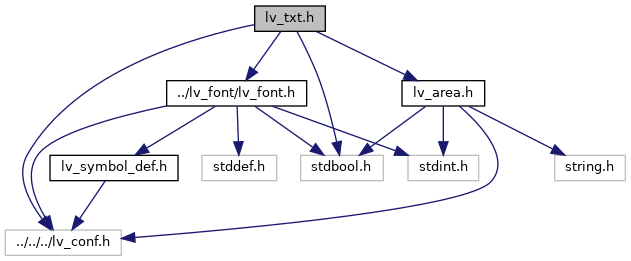 lv_txt.h
../lv_font/lv_font.h
lv_area.h
lv_symbol_def.h
stddef.h
stdbool.h
stdint.h
string.h
../../../lv_conf.h